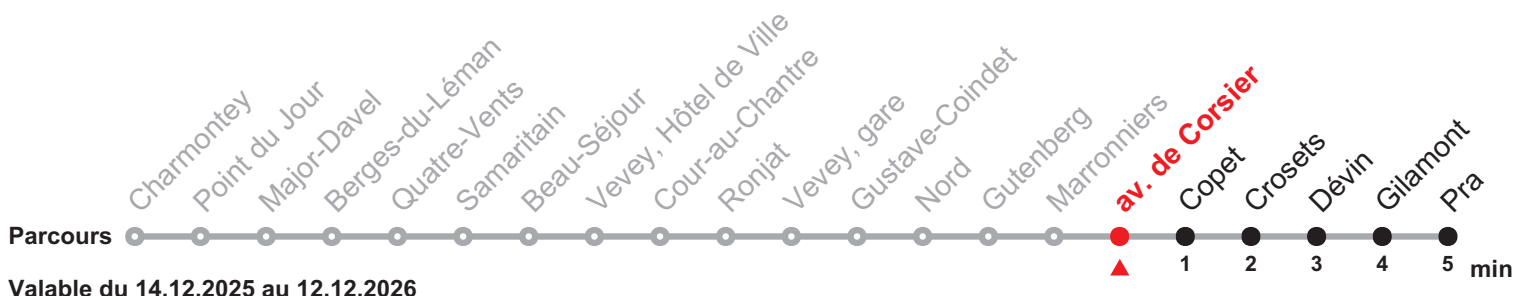 Charmontey
Point du Jour
Major-Davel
Berges-du-Léman
Quatre-Vents
Samaritain
Beau-Séjour
Vevey, Hôtel de Ville
Cour-au-Chantre
Ronjat
Vevey, gare
Gustave-Coindet
Nord
Gutenberg
Marronniers
av. de Corsier
Copet
Crosets
Dévin
Gilamont
Pra
Parcours
1 2 3 4 5 min
Valable du 14.12.2025 au 12.12.2026